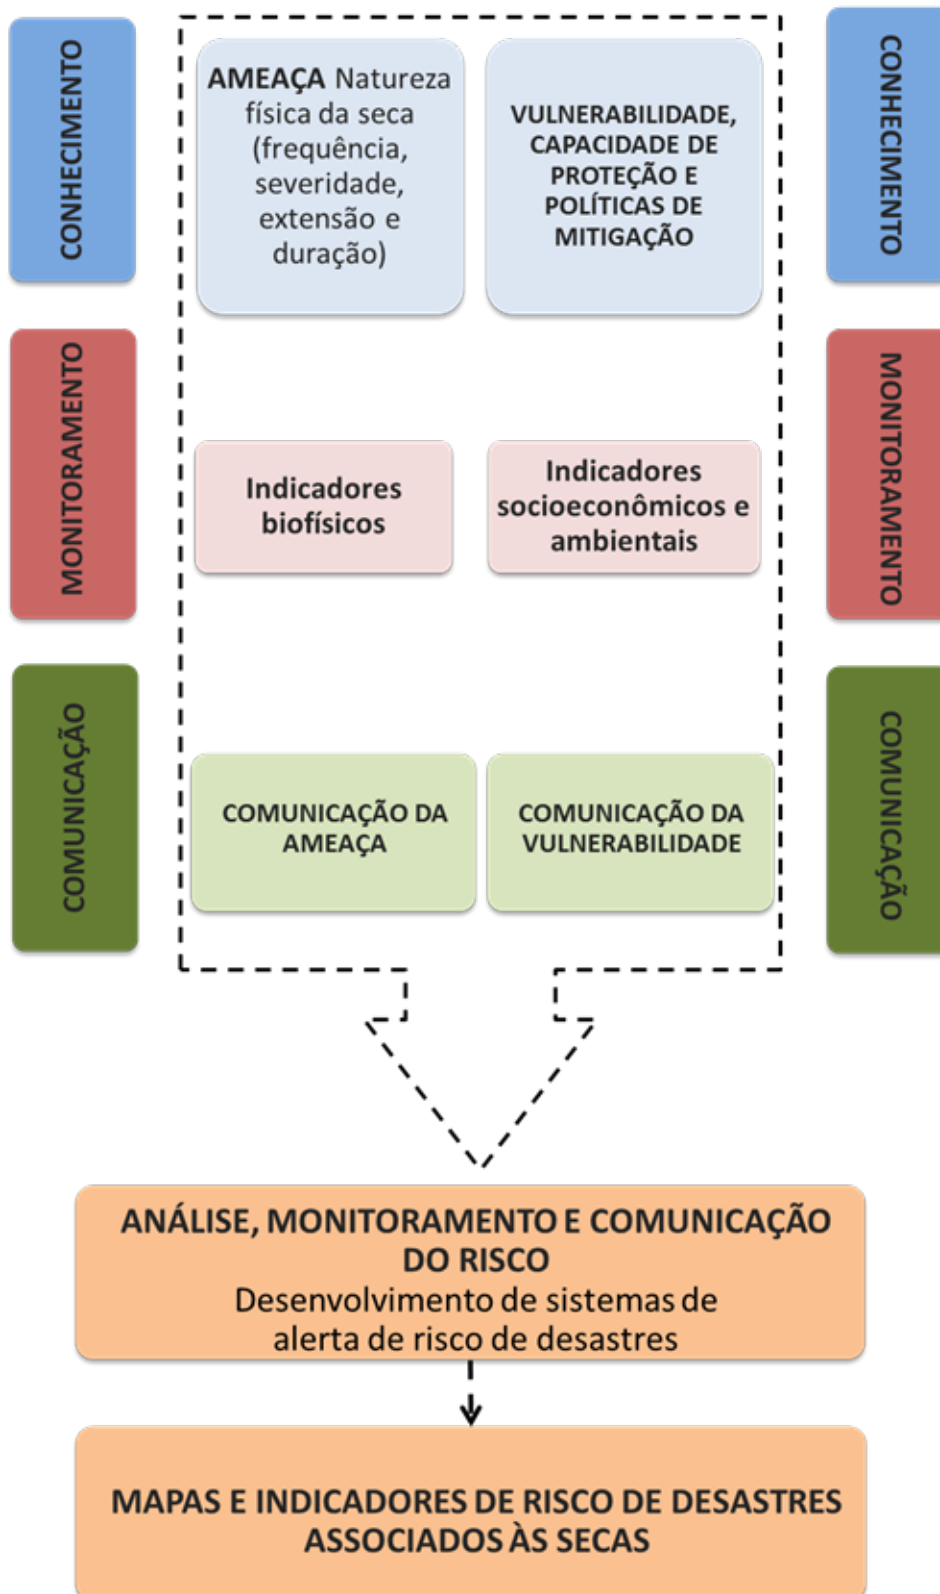 CONHECIMENTO
AMEAÇA Natureza
física da seca
(frequência,
severidade,
extensão e
duração)
VULNERABILIDADE,
CAPACIDADE DE
PROTEÇÃO E
POLÍTICAS DE
MITIGAÇÃO
CONHECIMENTO
MONITORAMENTO
Indicadores
biofísicos
Indicadores
socioeconômicos e
ambientais
MONITORAMENTO
COMUNICAÇÃO
COMUNICAÇÃO DA
AMEAÇA
COMUNICAÇÃO DA
VULNERABILIDADE
COMUNICAÇÃO
ANÁLISE, MONITORAMENTO E COMUNICAÇÃO
DO RISCO
Desenvolvimento de sistemas de
alerta de risco de desastres
MAPAS E INDICADORES DE RISCO DE DESASTRES
ASSOCIADOS ÀS SECAS